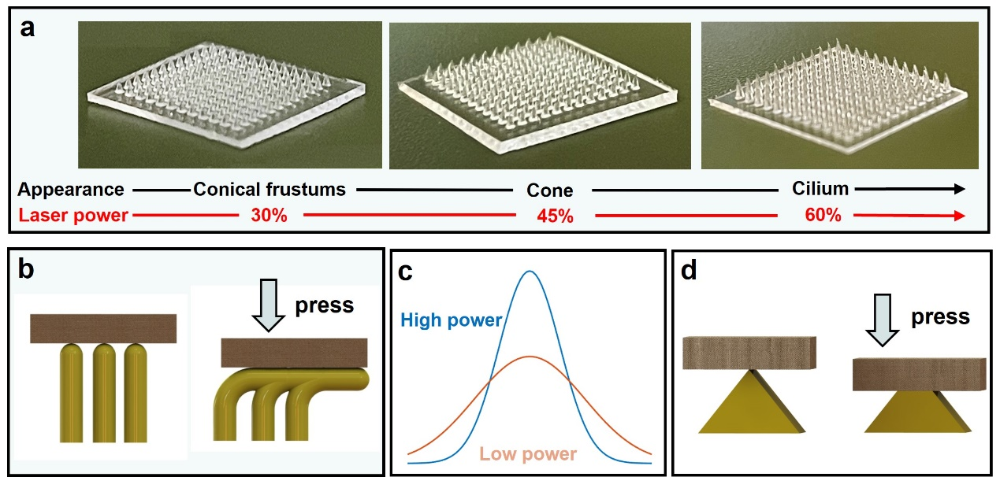 a
Appearance Conical frustums Cone Cilium
Laser power 30% 45% 60%
b
press
c
High power
Low power
d
press